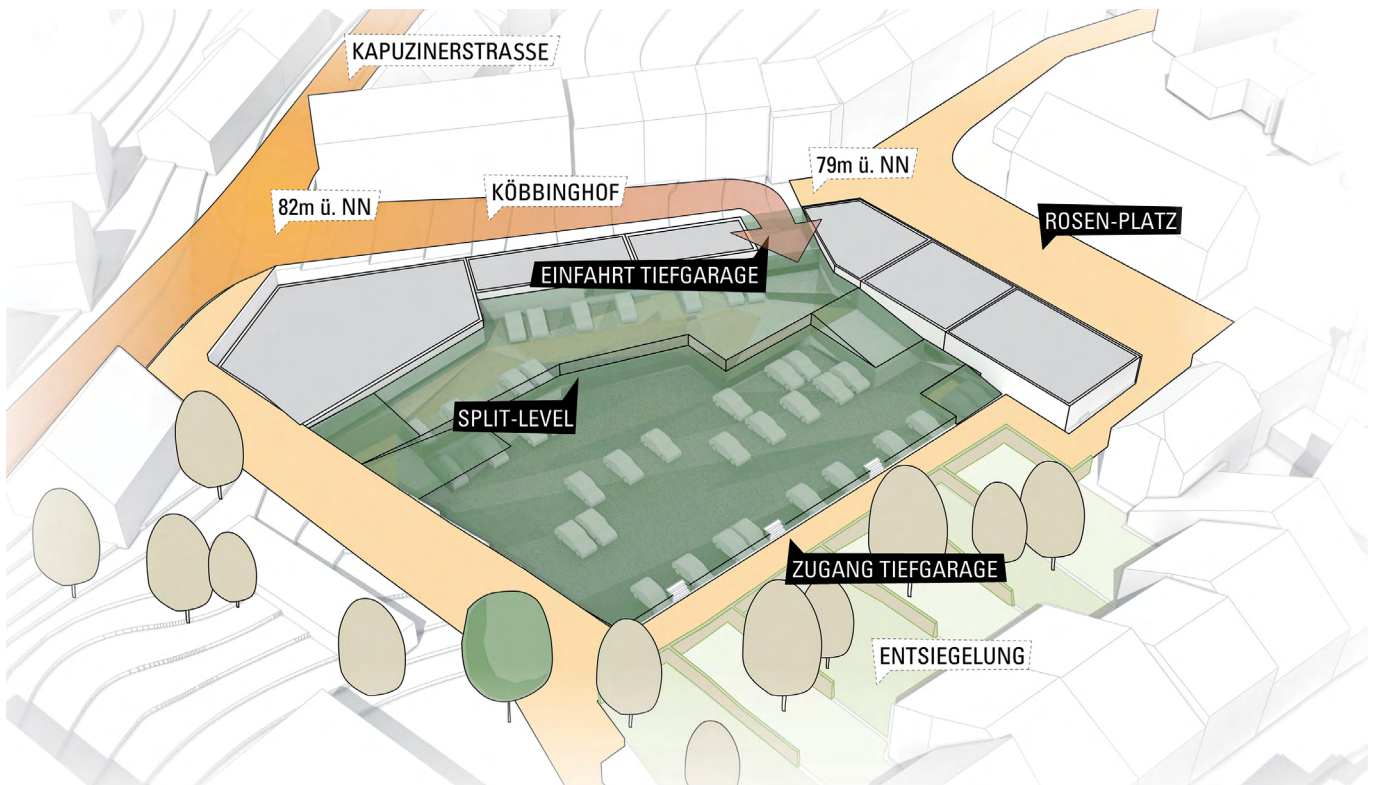 KAPUZINERSTRASSE
79m ü. NN
KÖBBINGHOF
82m ü. NN
ROSEN-PLATZ
EINFAHRT TIEFGARAGE
SPLIT-LEVEL
ZUGANG TIEFGARAGE
ENTSIEGELUNG